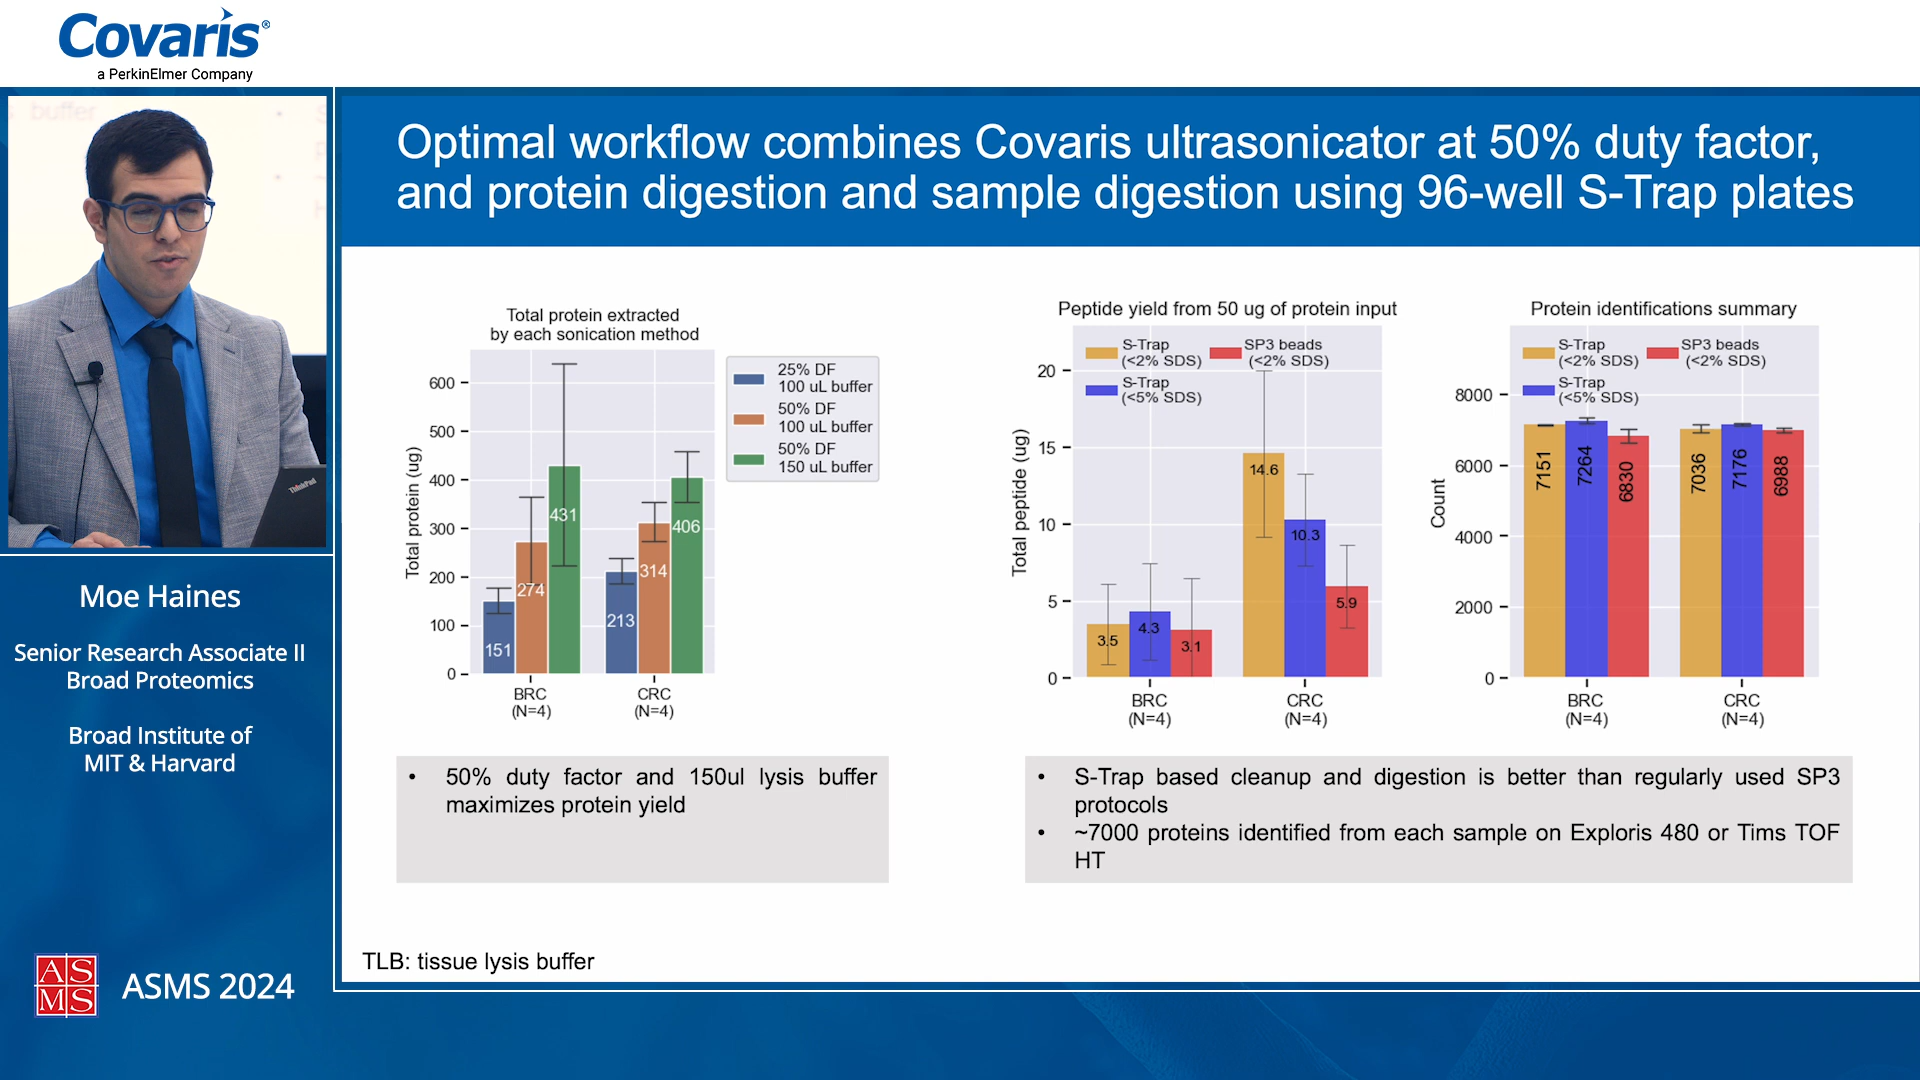 Covaris®
a PerkinElmer Company
buffer
ThinkPad
Moe Haines
Senior Research Associate II
Broad Proteomics
Broad Institute of
MIT & Harvard
AS
MS
ASMS 2024
Optimal workflow combines Covaris ultrasonicator at 50% duty factor,
and protein digestion and sample digestion using 96-well S-Trap plates
Total protein extracted
by each sonication method
Total protein (ug)
600
500
400
300
200
100
0
151
274
431
213
314
406
BRC
(N=4)
CRC
(N=4)
25% DF
100 uL buffer
50% DF
100 uL buffer
50% DF
150 uL buffer
Peptide yield from 50 ug of protein input
S-Trap
(<2% SDS)
SP3 beads
(<2% SDS)
S-Trap
(<5% SDS)
Total peptide (ug)
20
15
10
5
0
3.5
4.3
3.1
14.6
10.3
5.9
BRC
(N=4)
CRC
(N=4)
Protein identifications summary
S-Trap
(<2% SDS)
SP3 beads
(<2% SDS)
S-Trap
(<5% SDS)
Count
8000
6000
4000
2000
0
7151
7264
6830
7036
7176
6988
BRC
(N=4)
CRC
(N=4)
• 50% duty factor and 150ul lysis buffer
maximizes protein yield
• S-Trap based cleanup and digestion is better than regularly used SP3
protocols
• ~7000 proteins identified from each sample on Exploris 480 or Tims TOF
HT
TLB: tissue lysis buffer